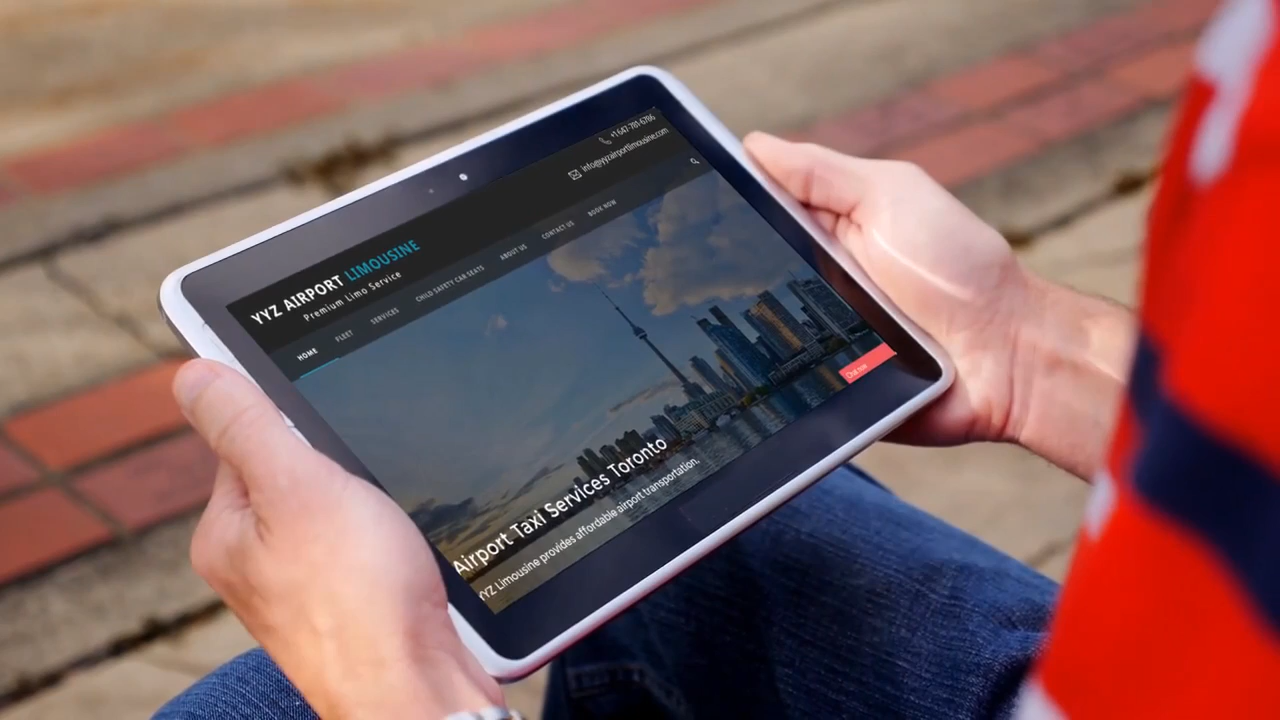 +1 647-781-6786
info@yyzairportlimousine.com
YYZ AIRPORT LIMOUSINE
Premium Limo Service
HOME FLEET SERVICES CHILD SAFETY CAR SEATS ABOUT US CONTACT US BOOK NOW
Airport Taxi Services Toronto
YYZ Limousine provides affordable airport transportation.
Chat now